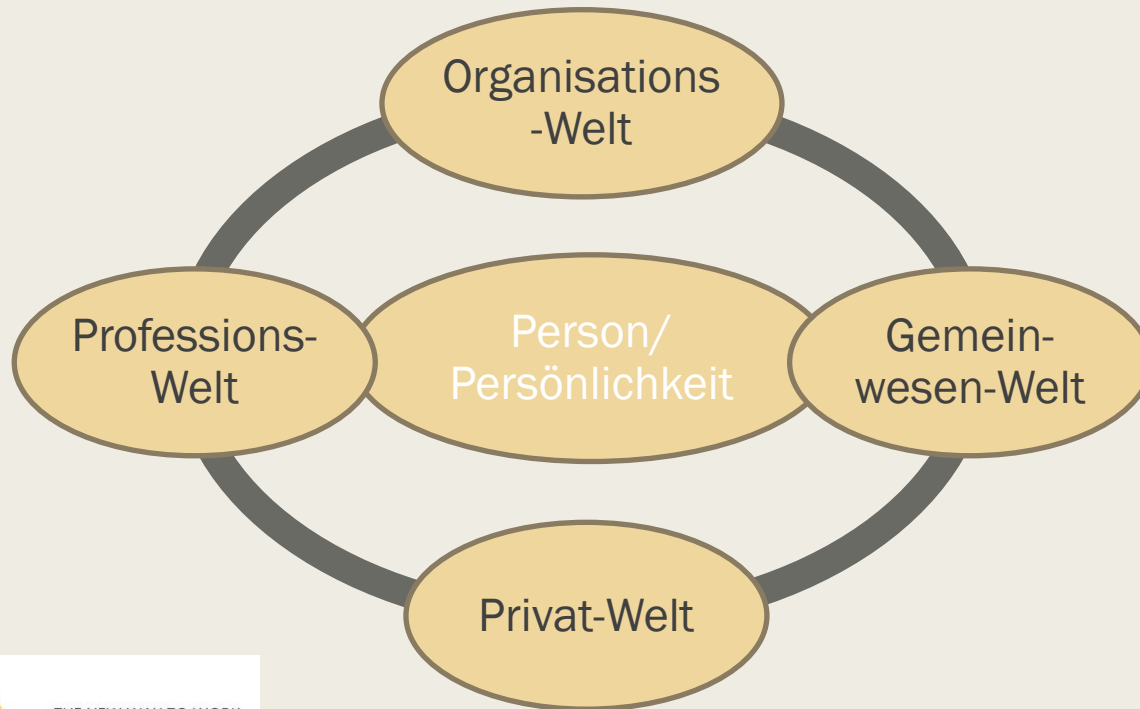 Organisations
-Welt
Professions-
Welt
Person/
Persönlichkeit
Gemein-
wesen-Welt
Privat-Welt